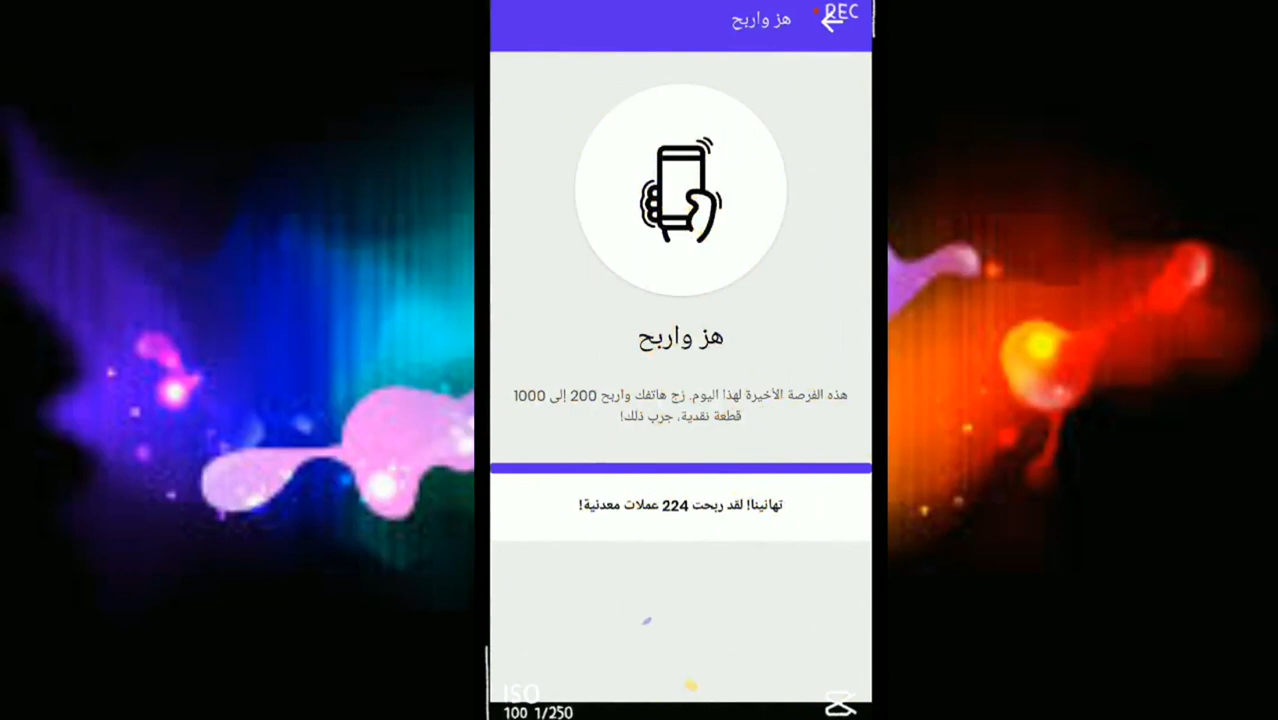 هز واربح
REC
هز واربح
هذه الفرصة الأخيرة لهذا اليوم. زج هاتفك واربح 200 إلى 1000
قطعة نقدية، جرب ذلك!
تهانينا! لقد ربحت 224 عملات معدنية!
ISO
100 1/250